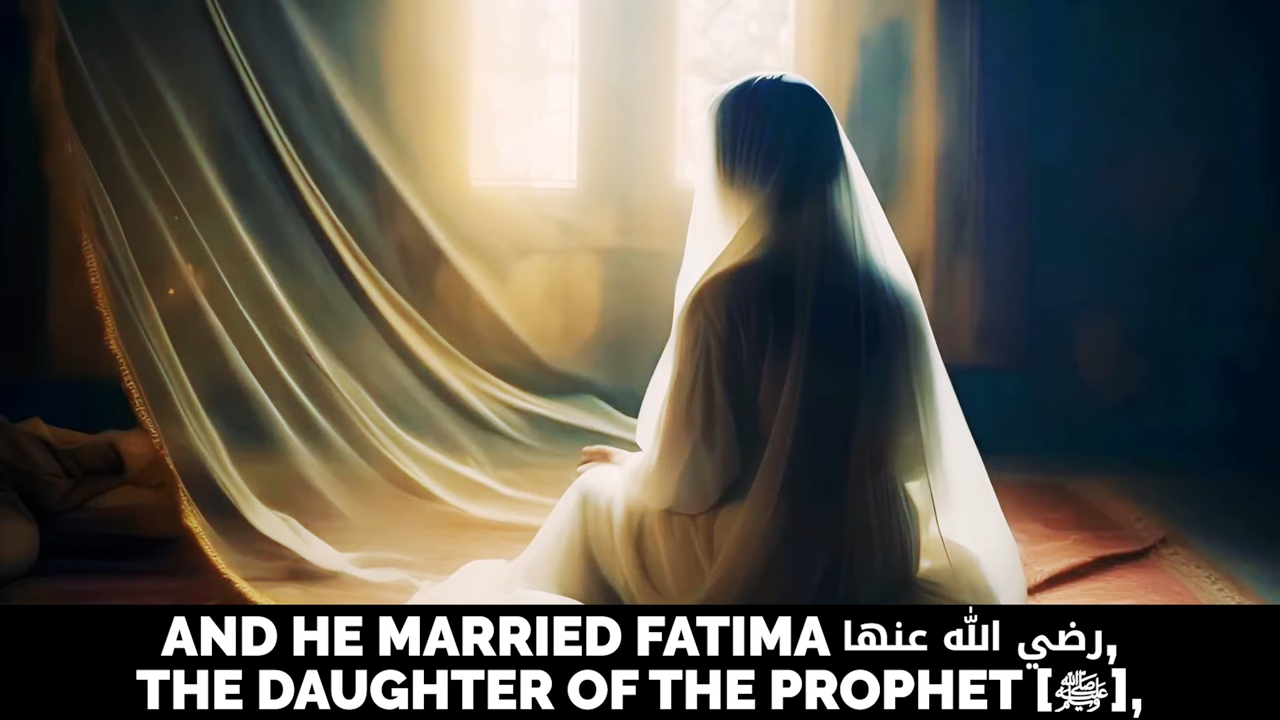 AND HE MARRIED FATIMA رضي الله عنها,
THE DAUGHTER OF THE PROPHET [ﷺ],